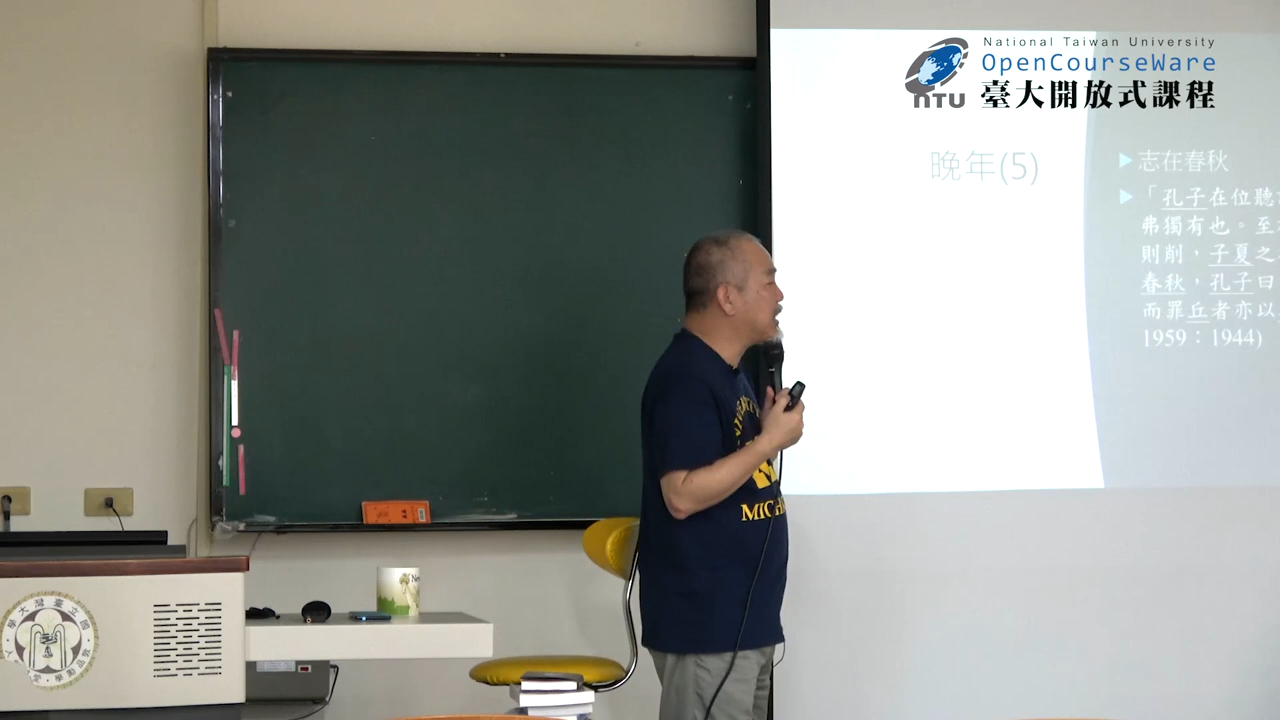 National Taiwan University
OpenCourseWare
臺大開放式課程
NTU
晚年(5)
志在春秋
「孔子在位聽
弗獨有也。至
則削，子夏之
春秋，孔子曰
而罪丘者亦以
1959：1944)
MICH